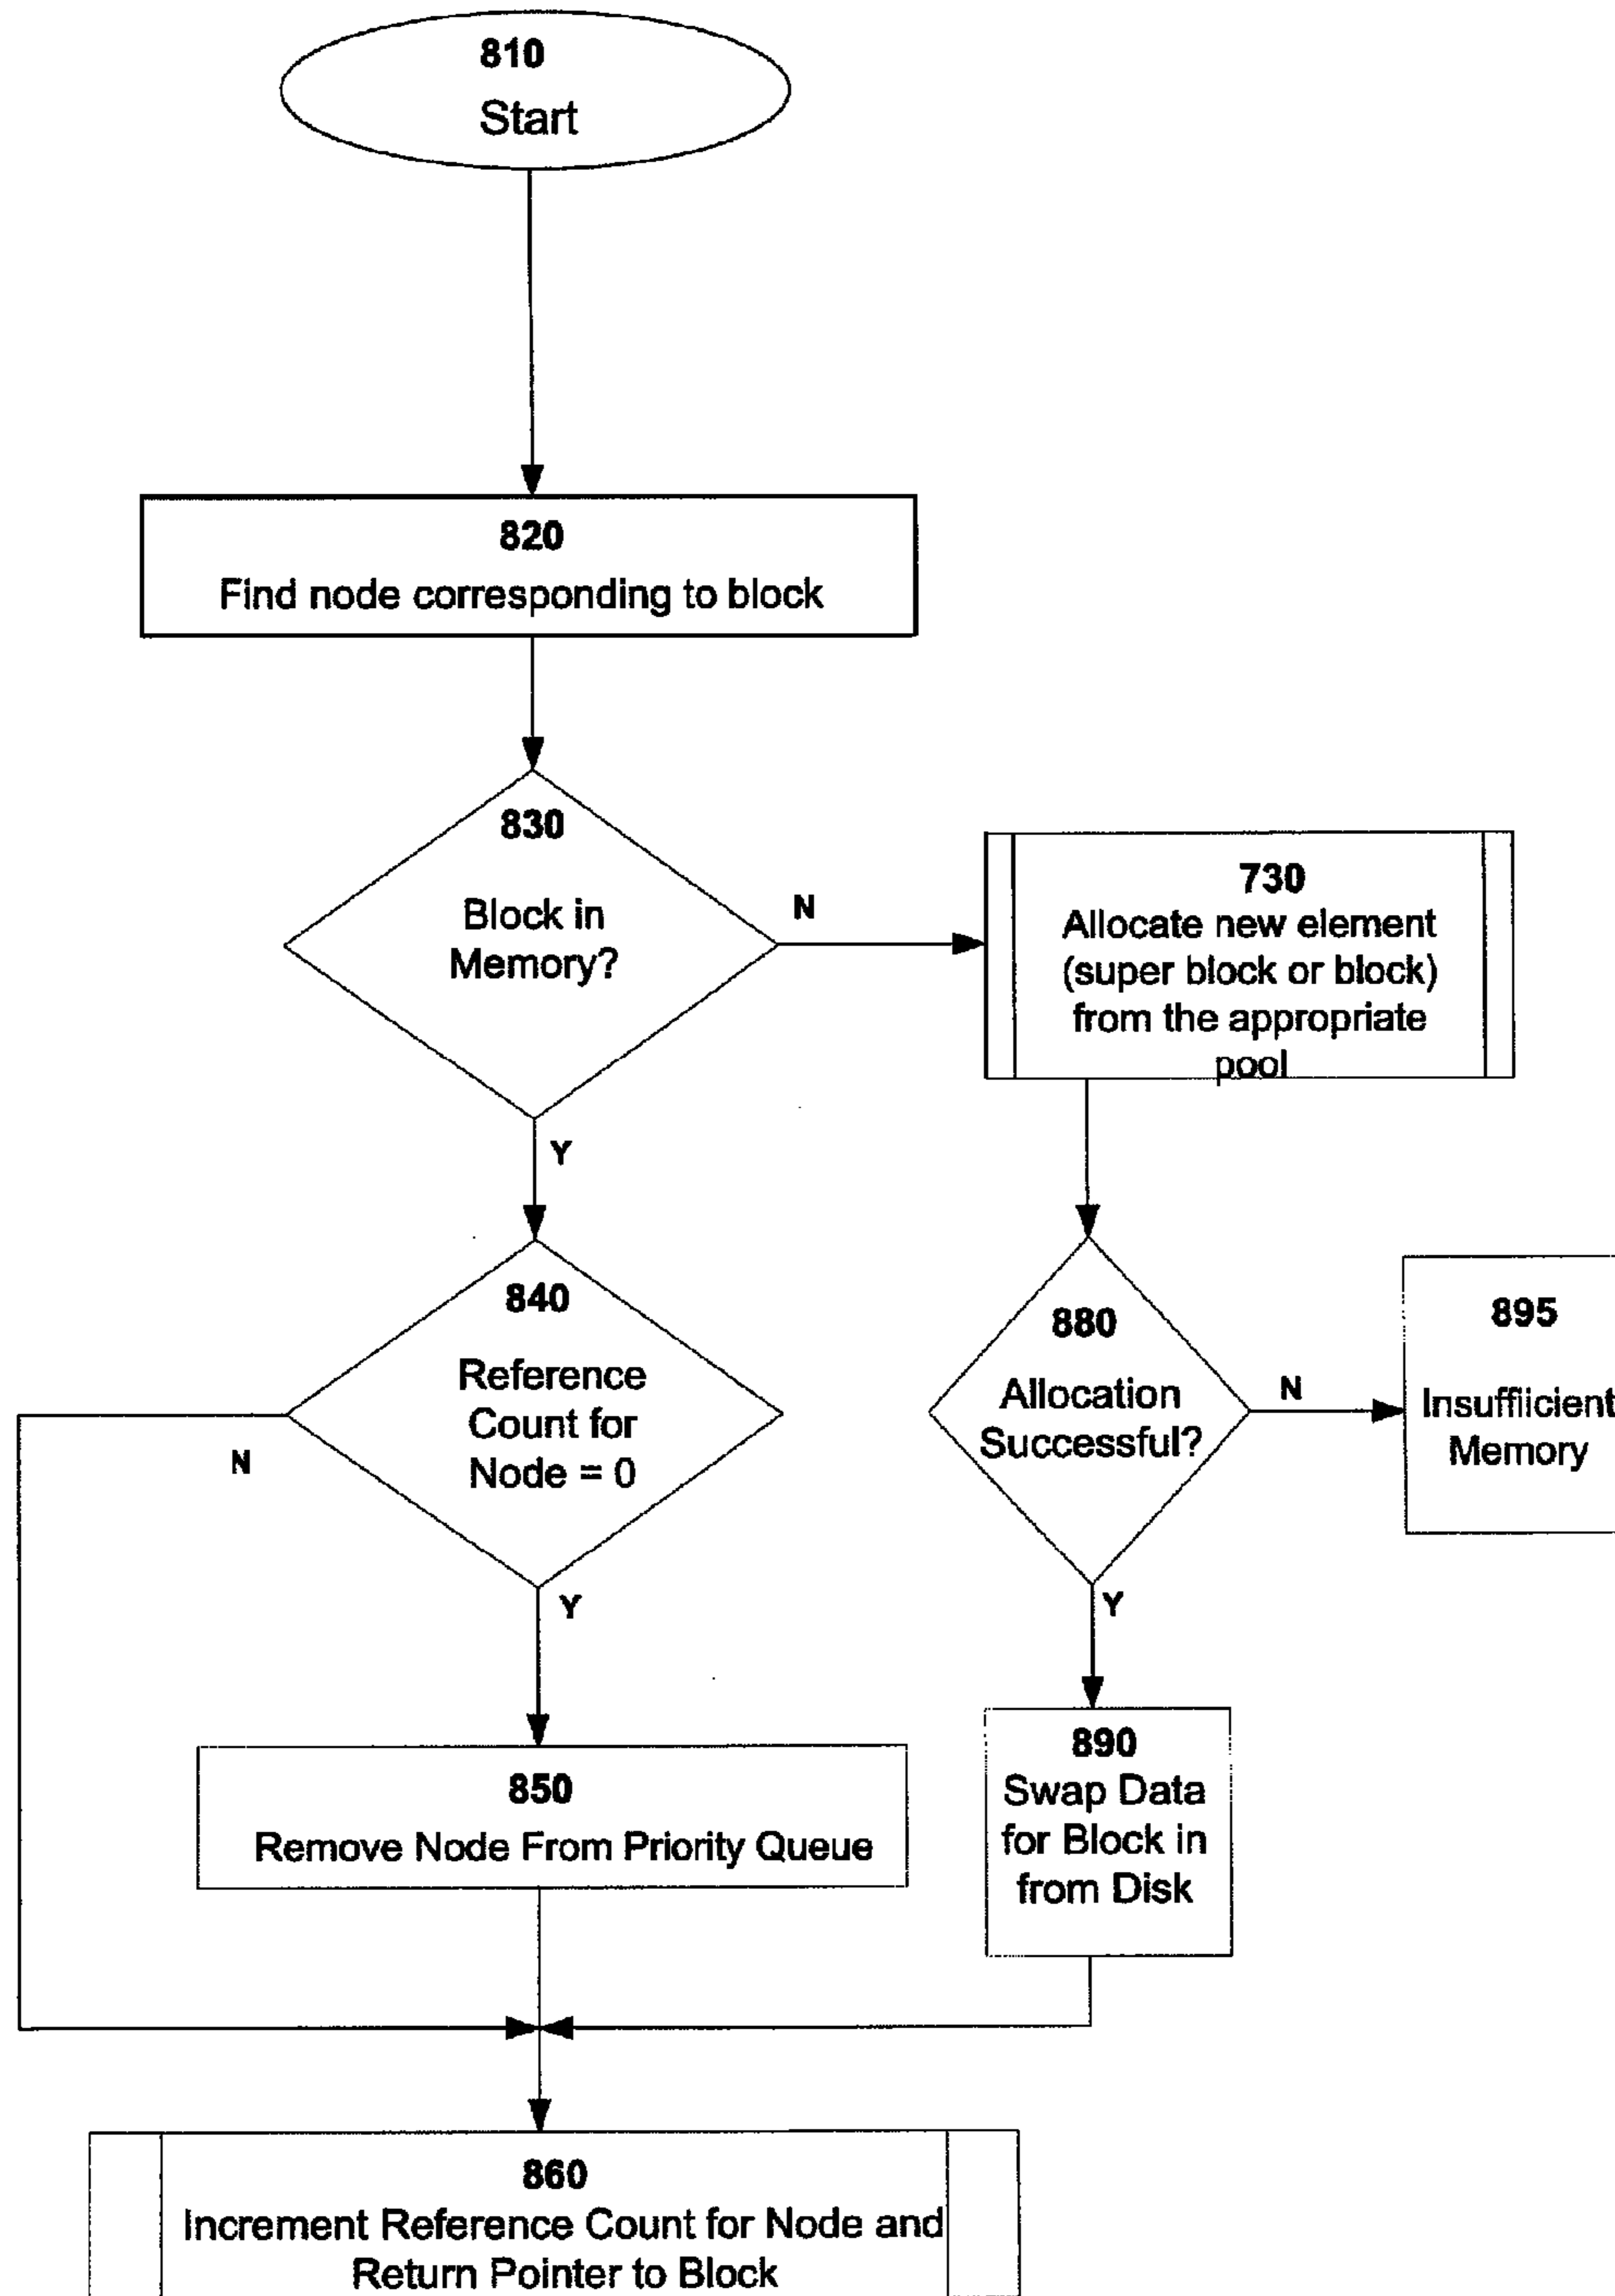 810
Start
820
Find node corresponding to block
830
Block in
Memory?
N
Y
730
Allocate new element
(super block or block)
from the appropriate
pool
840
Reference
Count for
Node = 0
N
Y
880
Allocation
Successful?
N
Y
895
Insuffiicient
Memory
850
Remove Node From Priority Queue
890
Swap Data
for Block in
from Disk
860
Increment Reference Count for Node and
Return Pointer to Block